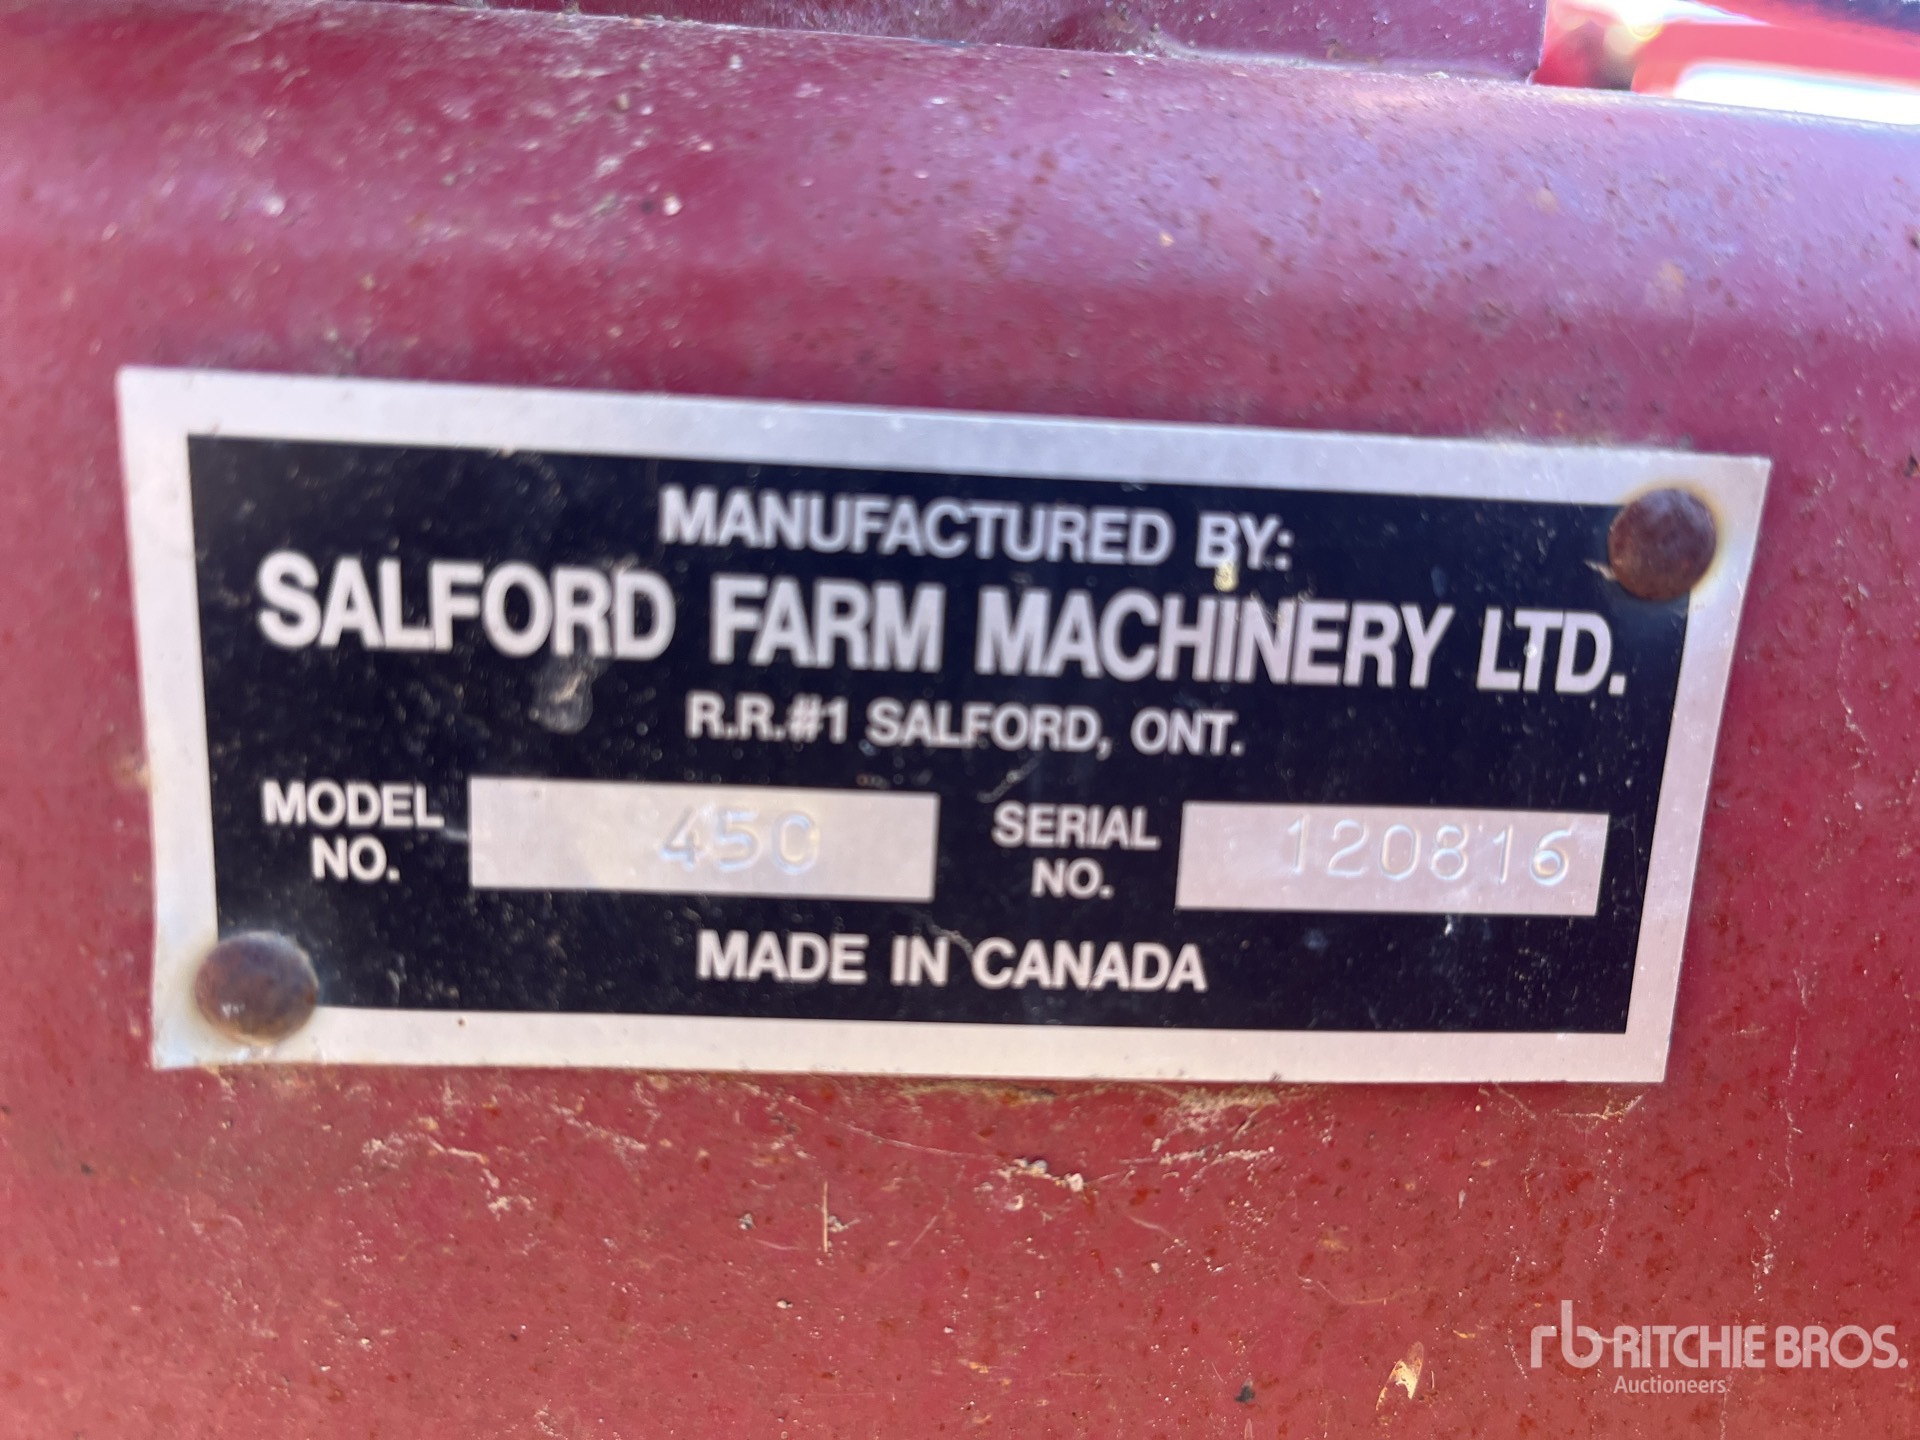 MANUFACTURED BY:
SALFORD FARM MACHINERY LTD.
R.R.#1 SALFORD, ONT.
MODEL NO. 450 SERIAL NO. 120816
MADE IN CANADA
rb RITCHIE BROS.
Auctioneers